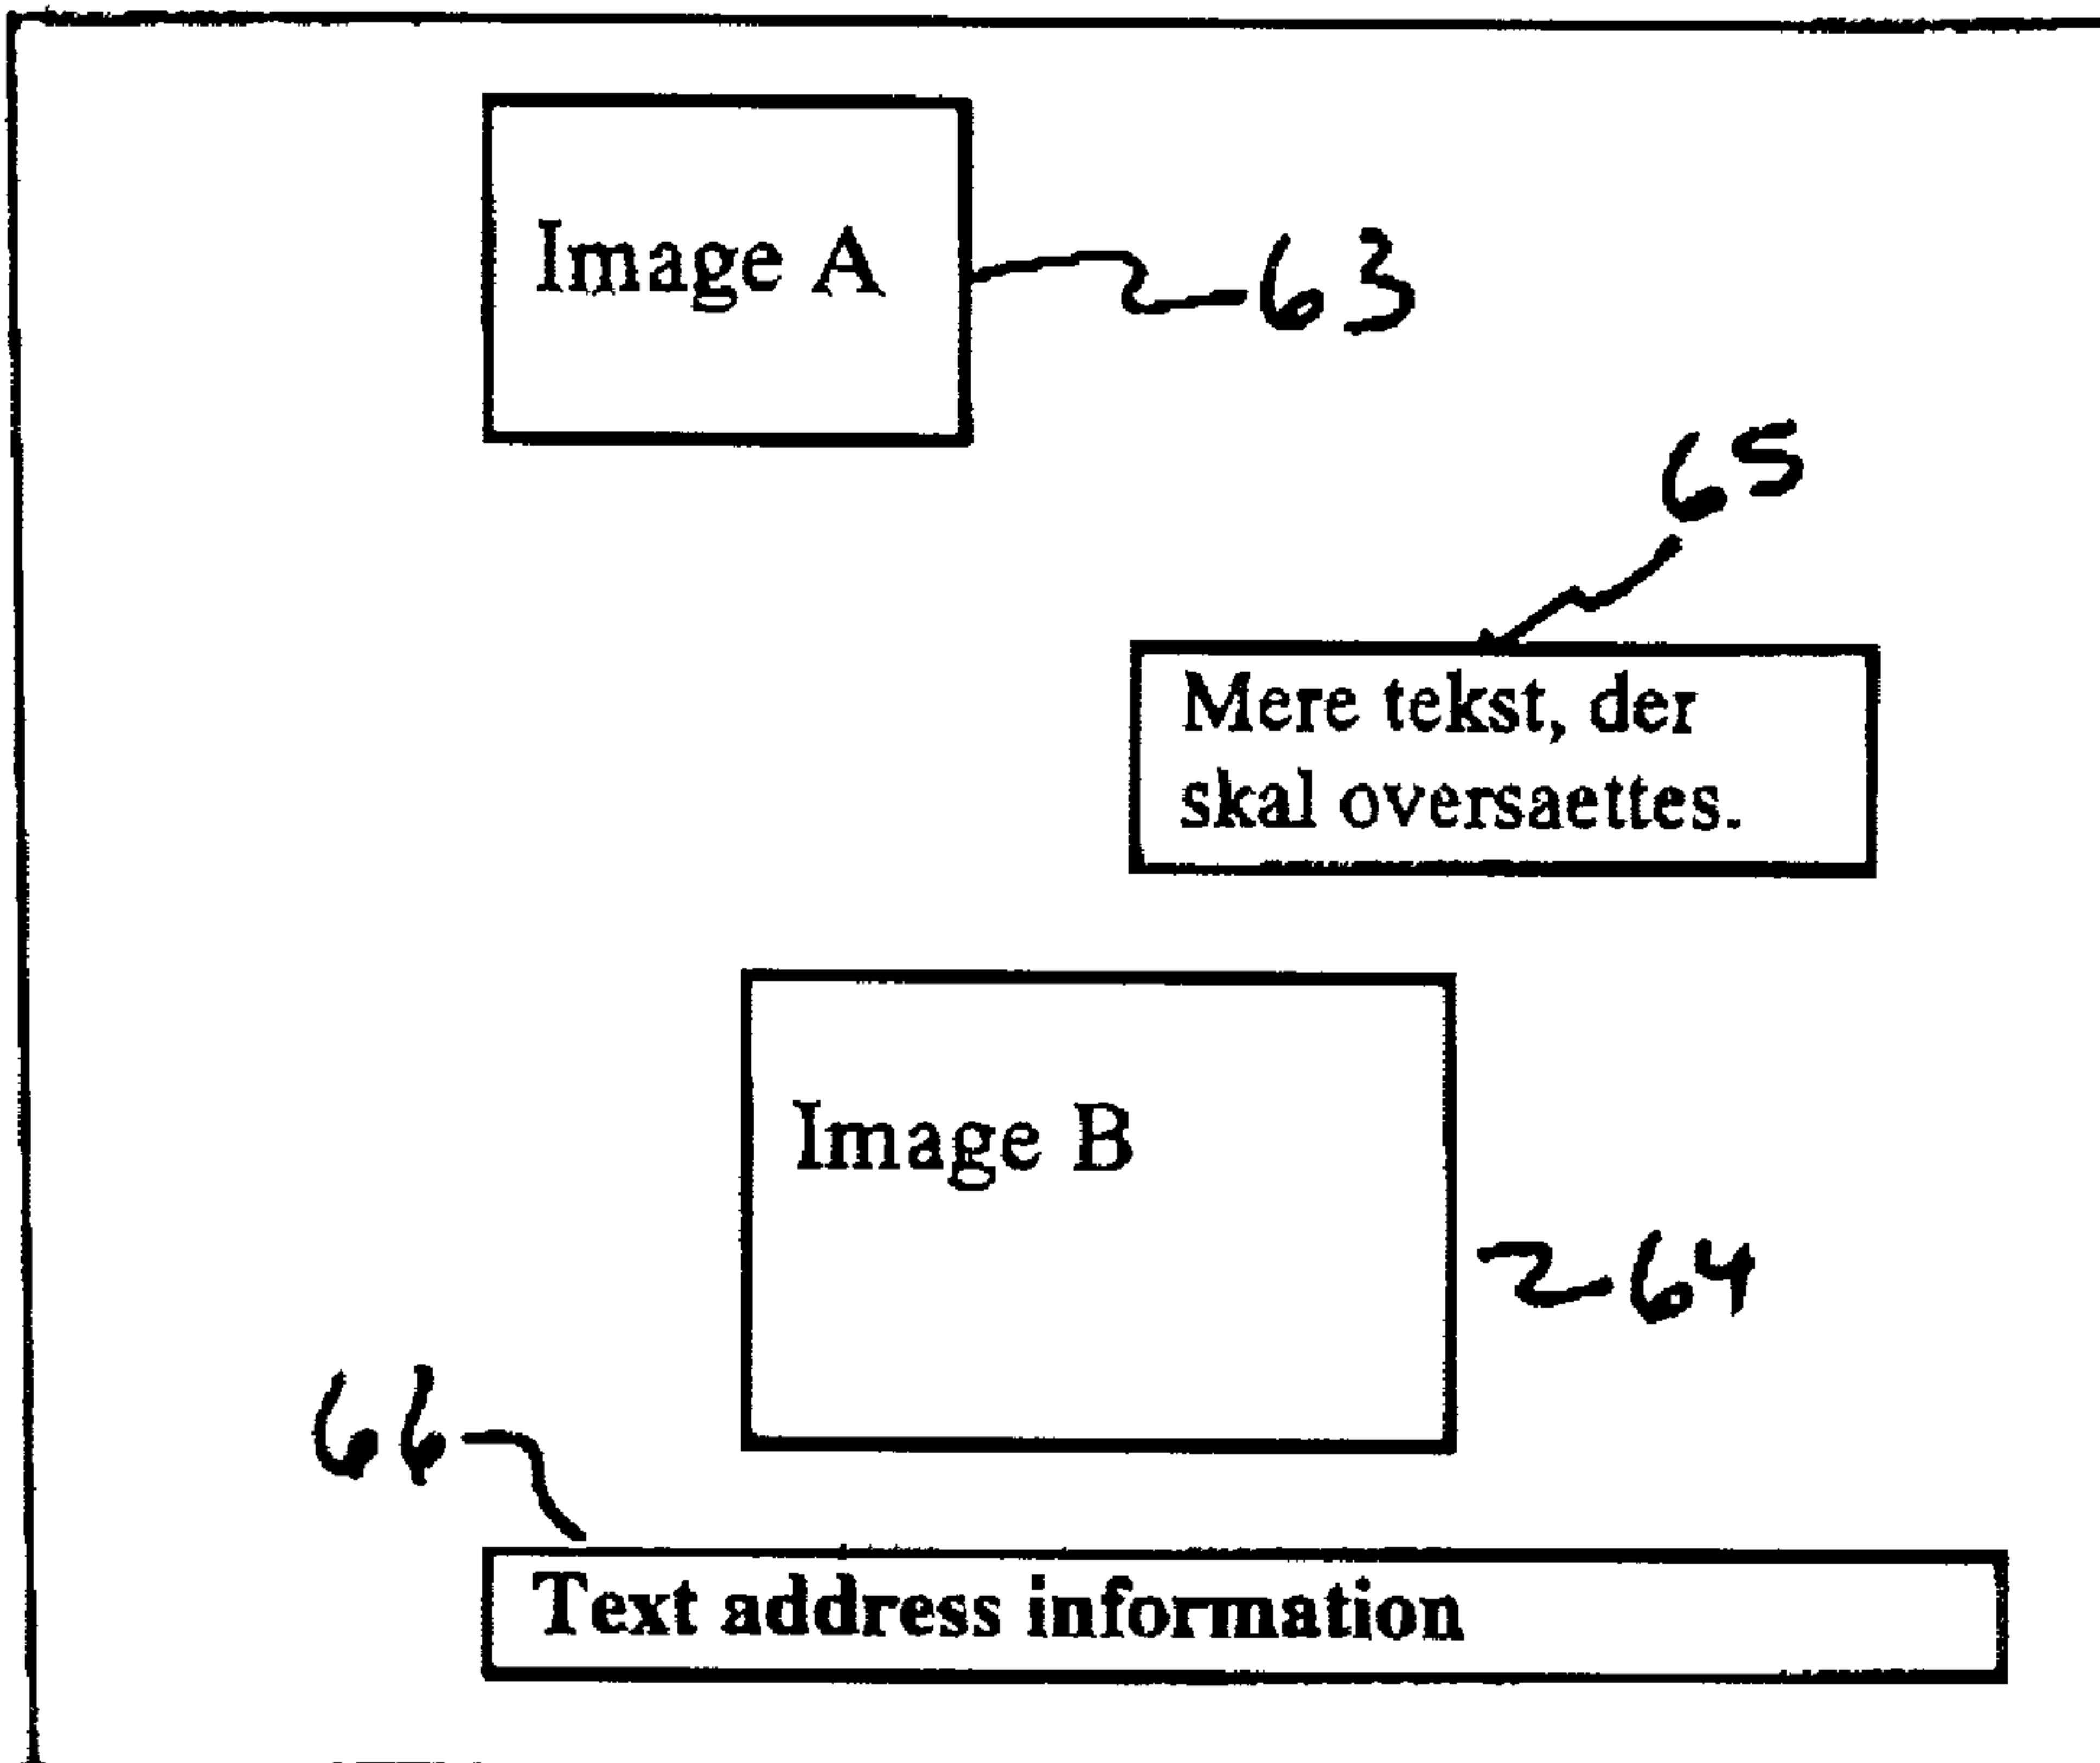 Image A
63
65
Mere tekst, der
skal oversaettes.
Image B
64
66
Text address information